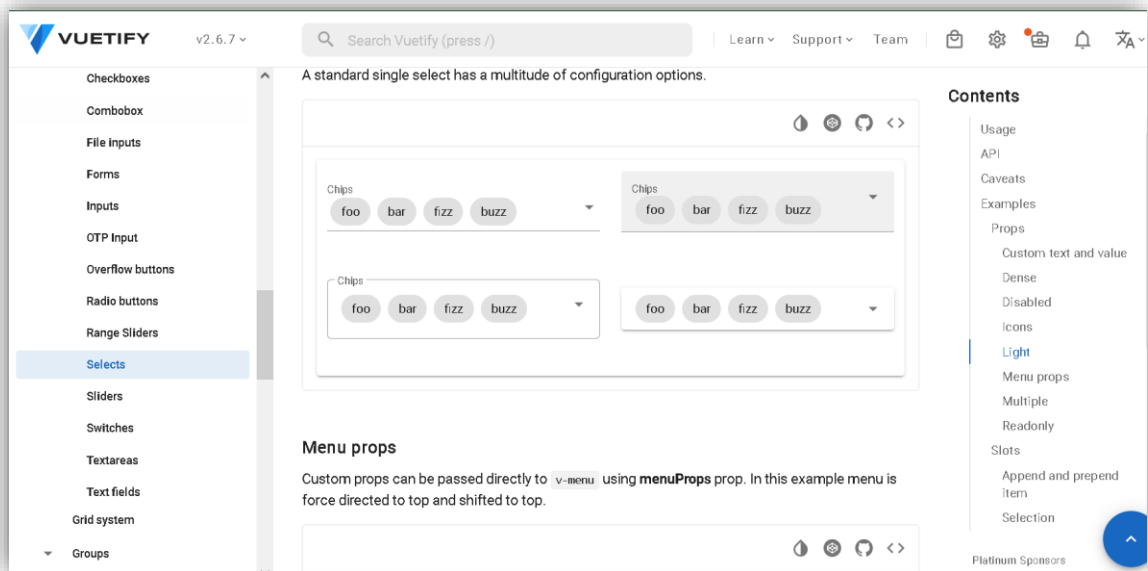 VUETIFY
v2.6.7
Search Vuetify (press /)
Learn
Support
Team
Checkboxes
Combobox
File inputs
Forms
Inputs
OTP Input
Overflow buttons
Radio buttons
Range Sliders
Selects
Sliders
Switches
Textareas
Text fields
Grid system
Groups
A standard single select has a multitude of configuration options.
Chips
foo bar fizz buzz
Chips
foo bar fizz buzz
Chips
foo bar fizz buzz
foo bar fizz buzz
Menu props
Custom props can be passed directly to v-menu using menuProps prop. In this example menu is
force directed to top and shifted to top.
Contents
Usage
API
Caveats
Examples
Props
Custom text and value
Dense
Disabled
Icons
Light
Menu props
Multiple
Readonly
Slots
Append and prepend
item
Selection
Platinum Sponsors